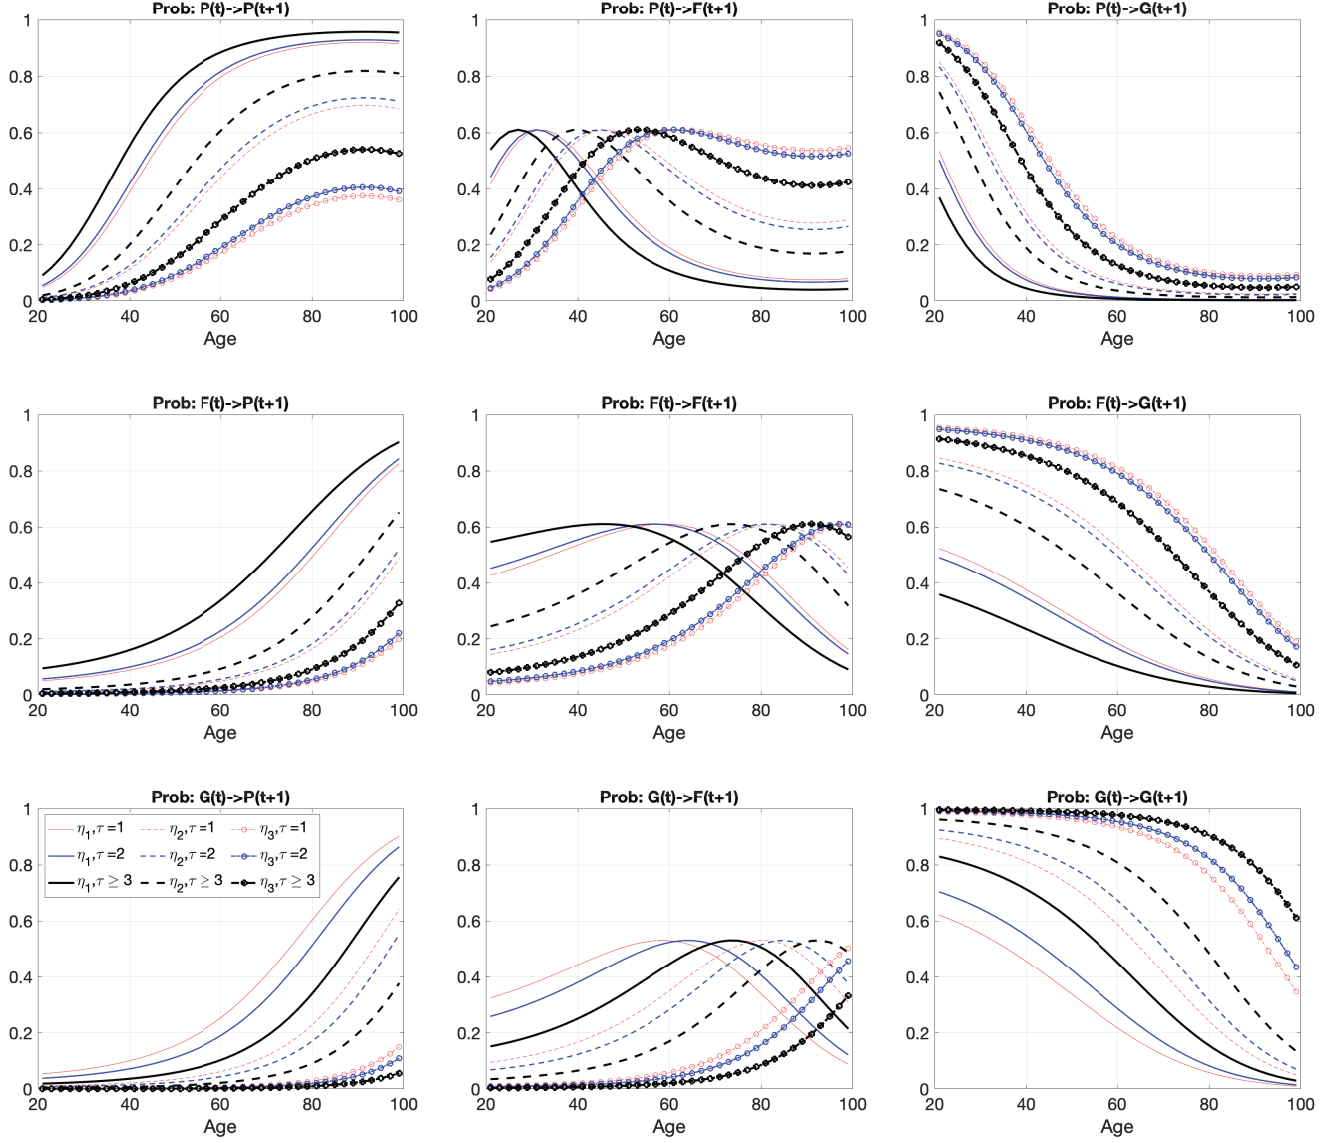 Prob: P(t)->P(t+1)
1
0.8
0.6
0.4
0.2
0
20 40 60 80 100
Age
Prob: P(t)->F(t+1)
1
0.8
0.6
0.4
0.2
0
20 40 60 80 100
Age
Prob: P(t)->G(t+1)
1
0.8
0.6
0.4
0.2
0
20 40 60 80 100
Age
Prob: F(t)->P(t+1)
1
0.8
0.6
0.4
0.2
0
20 40 60 80 100
Age
Prob: F(t)->F(t+1)
1
0.8
0.6
0.4
0.2
0
20 40 60 80 100
Age
Prob: F(t)->G(t+1)
1
0.8
0.6
0.4
0.2
0
20 40 60 80 100
Age
Prob: G(t)->P(t+1)
1
0.8
0.6
0.4
0.2
0
η₁,τ=1 η₂,τ=1 η₃,τ=1
η₁,τ=2 η₂,τ=2 η₃,τ=2
η₁,τ ≥ 3 η₂,τ ≥ 3 η₃,τ ≥ 3
20 40 60 80 100
Age
Prob: G(t)->F(t+1)
1
0.8
0.6
0.4
0.2
0
20 40 60 80 100
Age
Prob: G(t)->G(t+1)
1
0.8
0.6
0.4
0.2
0
20 40 60 80 100
Age